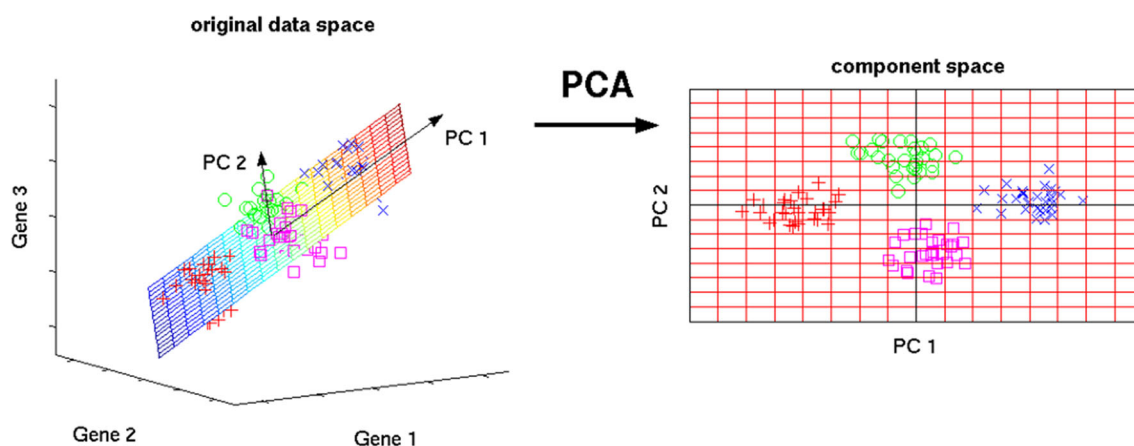 original data space
PCA
component space
PC 1
PC 2
Gene 3
PC 2
Gene 2
Gene 1
PC 1